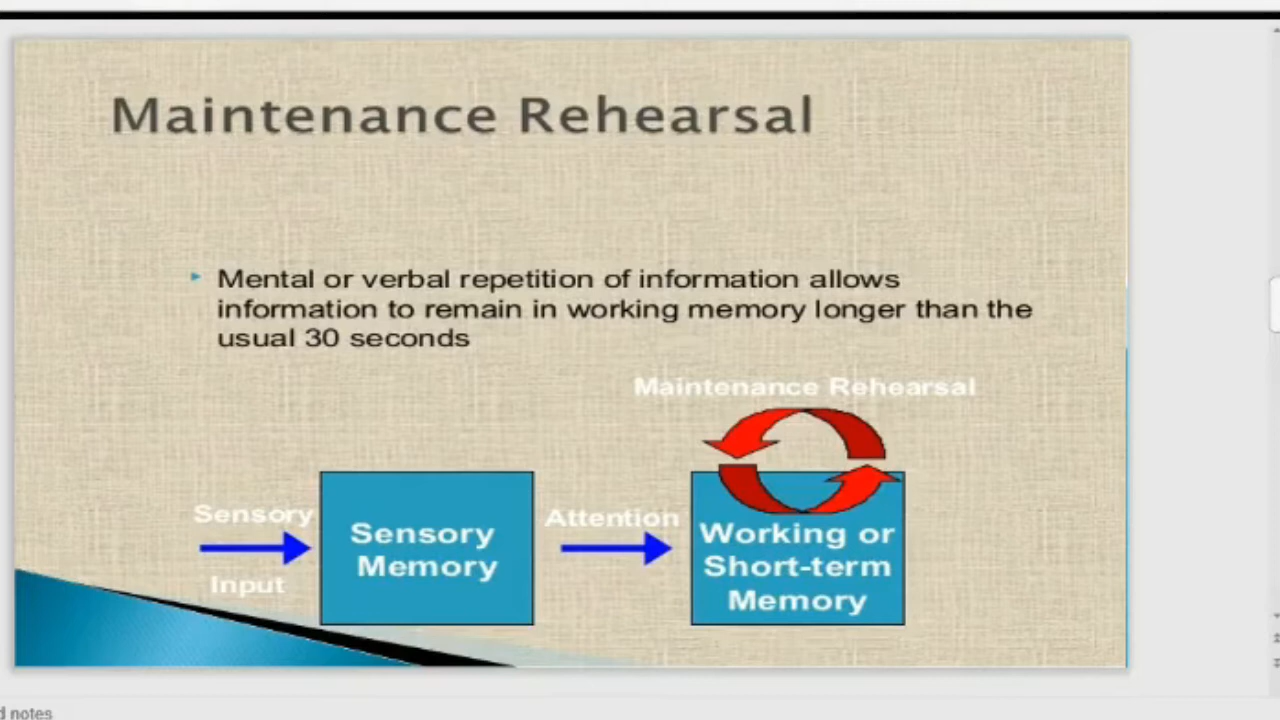 Maintenance Rehearsal
Mental or verbal repetition of information allows
information to remain in working memory longer than the
usual 30 seconds
Maintenance Rehearsal
Sensory
Input
Sensory
Memory
Attention
Working or
Short-term
Memory
d notes